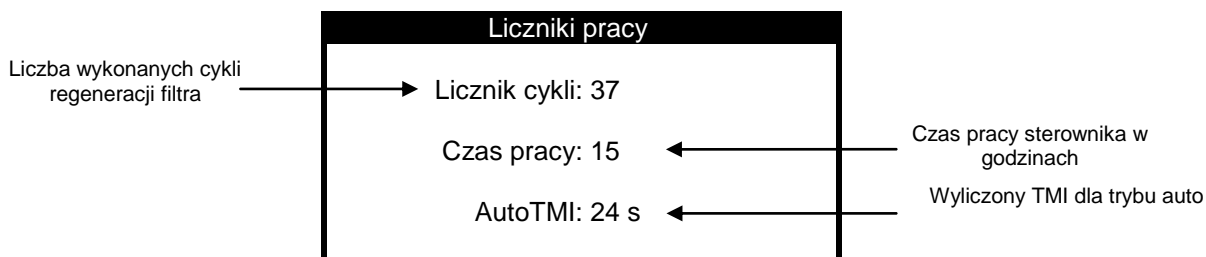 Liczniki pracy
Liczba wykonanych cykli
regeneracji filtra
Licznik cykli: 37
Czas pracy: 15
Czas pracy sterownika w
godzinach
AutoTMI: 24 s
Wyliczony TMI dla trybu auto